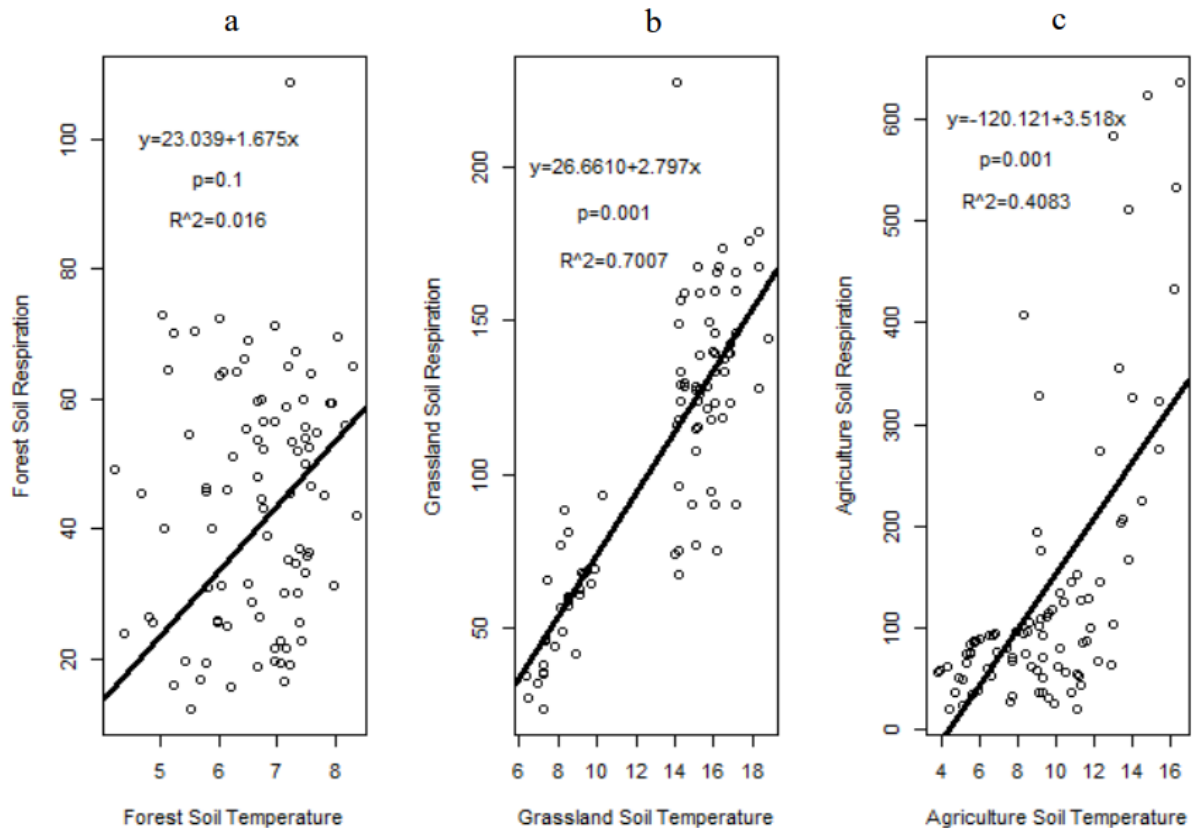 a
b
c
y=23.039+1.675x
p=0.1
R^2=0.016
Forest Soil Respiration
20
40
60
80
100
5
6
7
8
Forest Soil Temperature
y=26.6610+2.797x
p=0.001
R^2=0.7007
Grassland Soil Respiration
50
100
150
200
6
8
10
12
14
16
18
Grassland Soil Temperature
y=-120.121+3.518x
p=0.001
R^2=0.4083
Agriculture Soil Respiration
0
100
200
300
400
500
600
4
6
8
10
12
14
16
Agriculture Soil Temperature